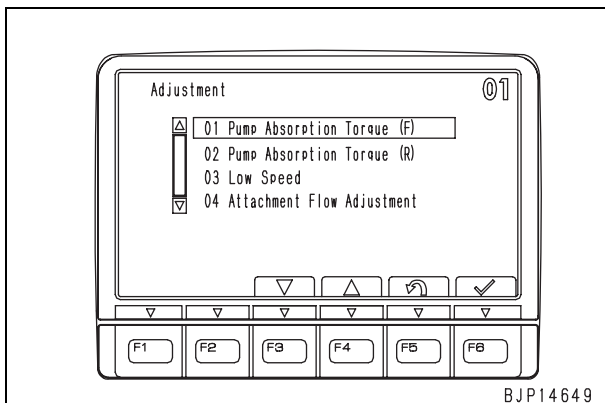 Adjustment 01
01 Pump Absorption Torque (F)
02 Pump Absorption Torque (R)
03 Low Speed
04 Attachment Flow Adjustment
F1 F2 F3 F4 F5 F6
BJP14649